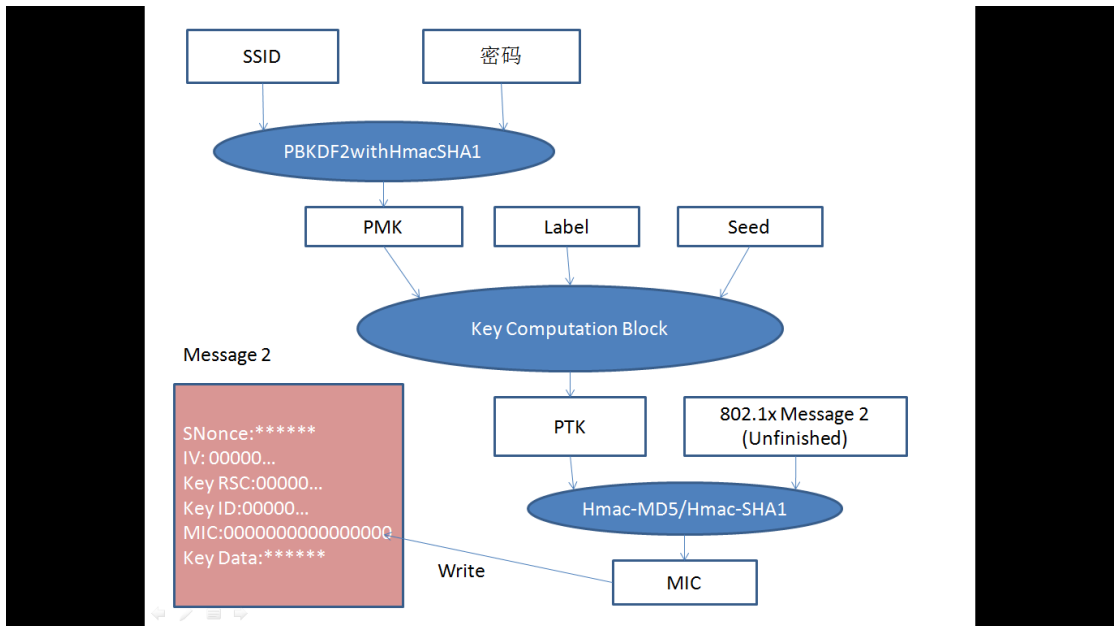 SSID
密码
PBKDF2withHmacSHA1
PMK
Label
Seed
Key Computation Block
Message 2
SNonce:******
IV: 00000...
Key RSC:00000...
Key ID:00000...
MIC:0000000000000000
Key Data:******
PTK
802.1x Message 2
(Unfinished)
Hmac-MD5/Hmac-SHA1
Write
MIC